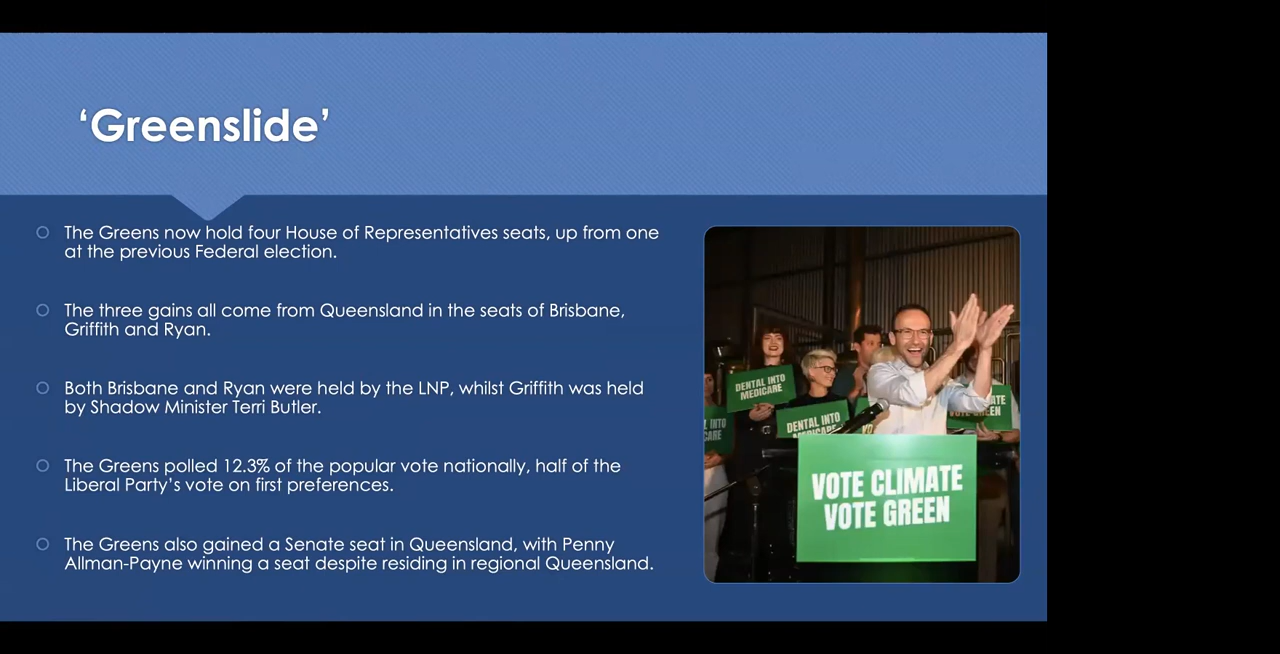 ‘Greenslide’
The Greens now hold four House of Representatives seats, up from one
at the previous Federal election.
The three gains all come from Queensland in the seats of Brisbane,
Griffith and Ryan.
Both Brisbane and Ryan were held by the LNP, whilst Griffith was held
by Shadow Minister Terri Butler.
The Greens polled 12.3% of the popular vote nationally, half of the
Liberal Party’s vote on first preferences.
The Greens also gained a Senate seat in Queensland, with Penny
Allman-Payne winning a seat despite residing in regional Queensland.
DENTAL INTO
MEDICARE
DENTAL INTO
VOTE CLIMATE
VOTE GREEN